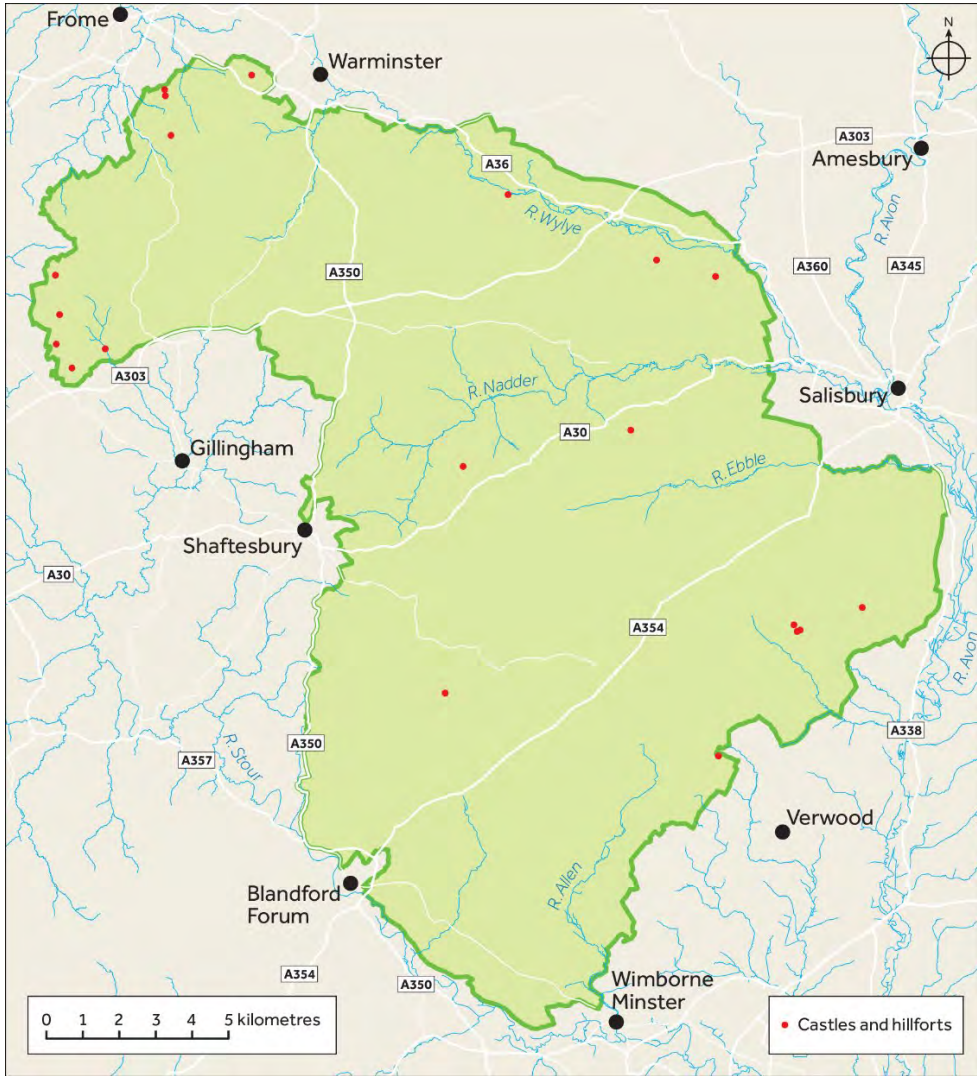 Frome
N
Warminster
A303
Amesbury
A36
R.Wylye
R.Avon
A350
A360
A345
A303
R.Nadder
Salisbury
A30
Gillingham
R.Ebble
Shaftesbury
A30
A354
R.Avon
A350
A338
R.Stour
A357
Verwood
Blandford
Forum
R.Allen
A354
A350
Wimborne
Minster
0 1 2 3 4 5 kilometres
Castles and hillforts